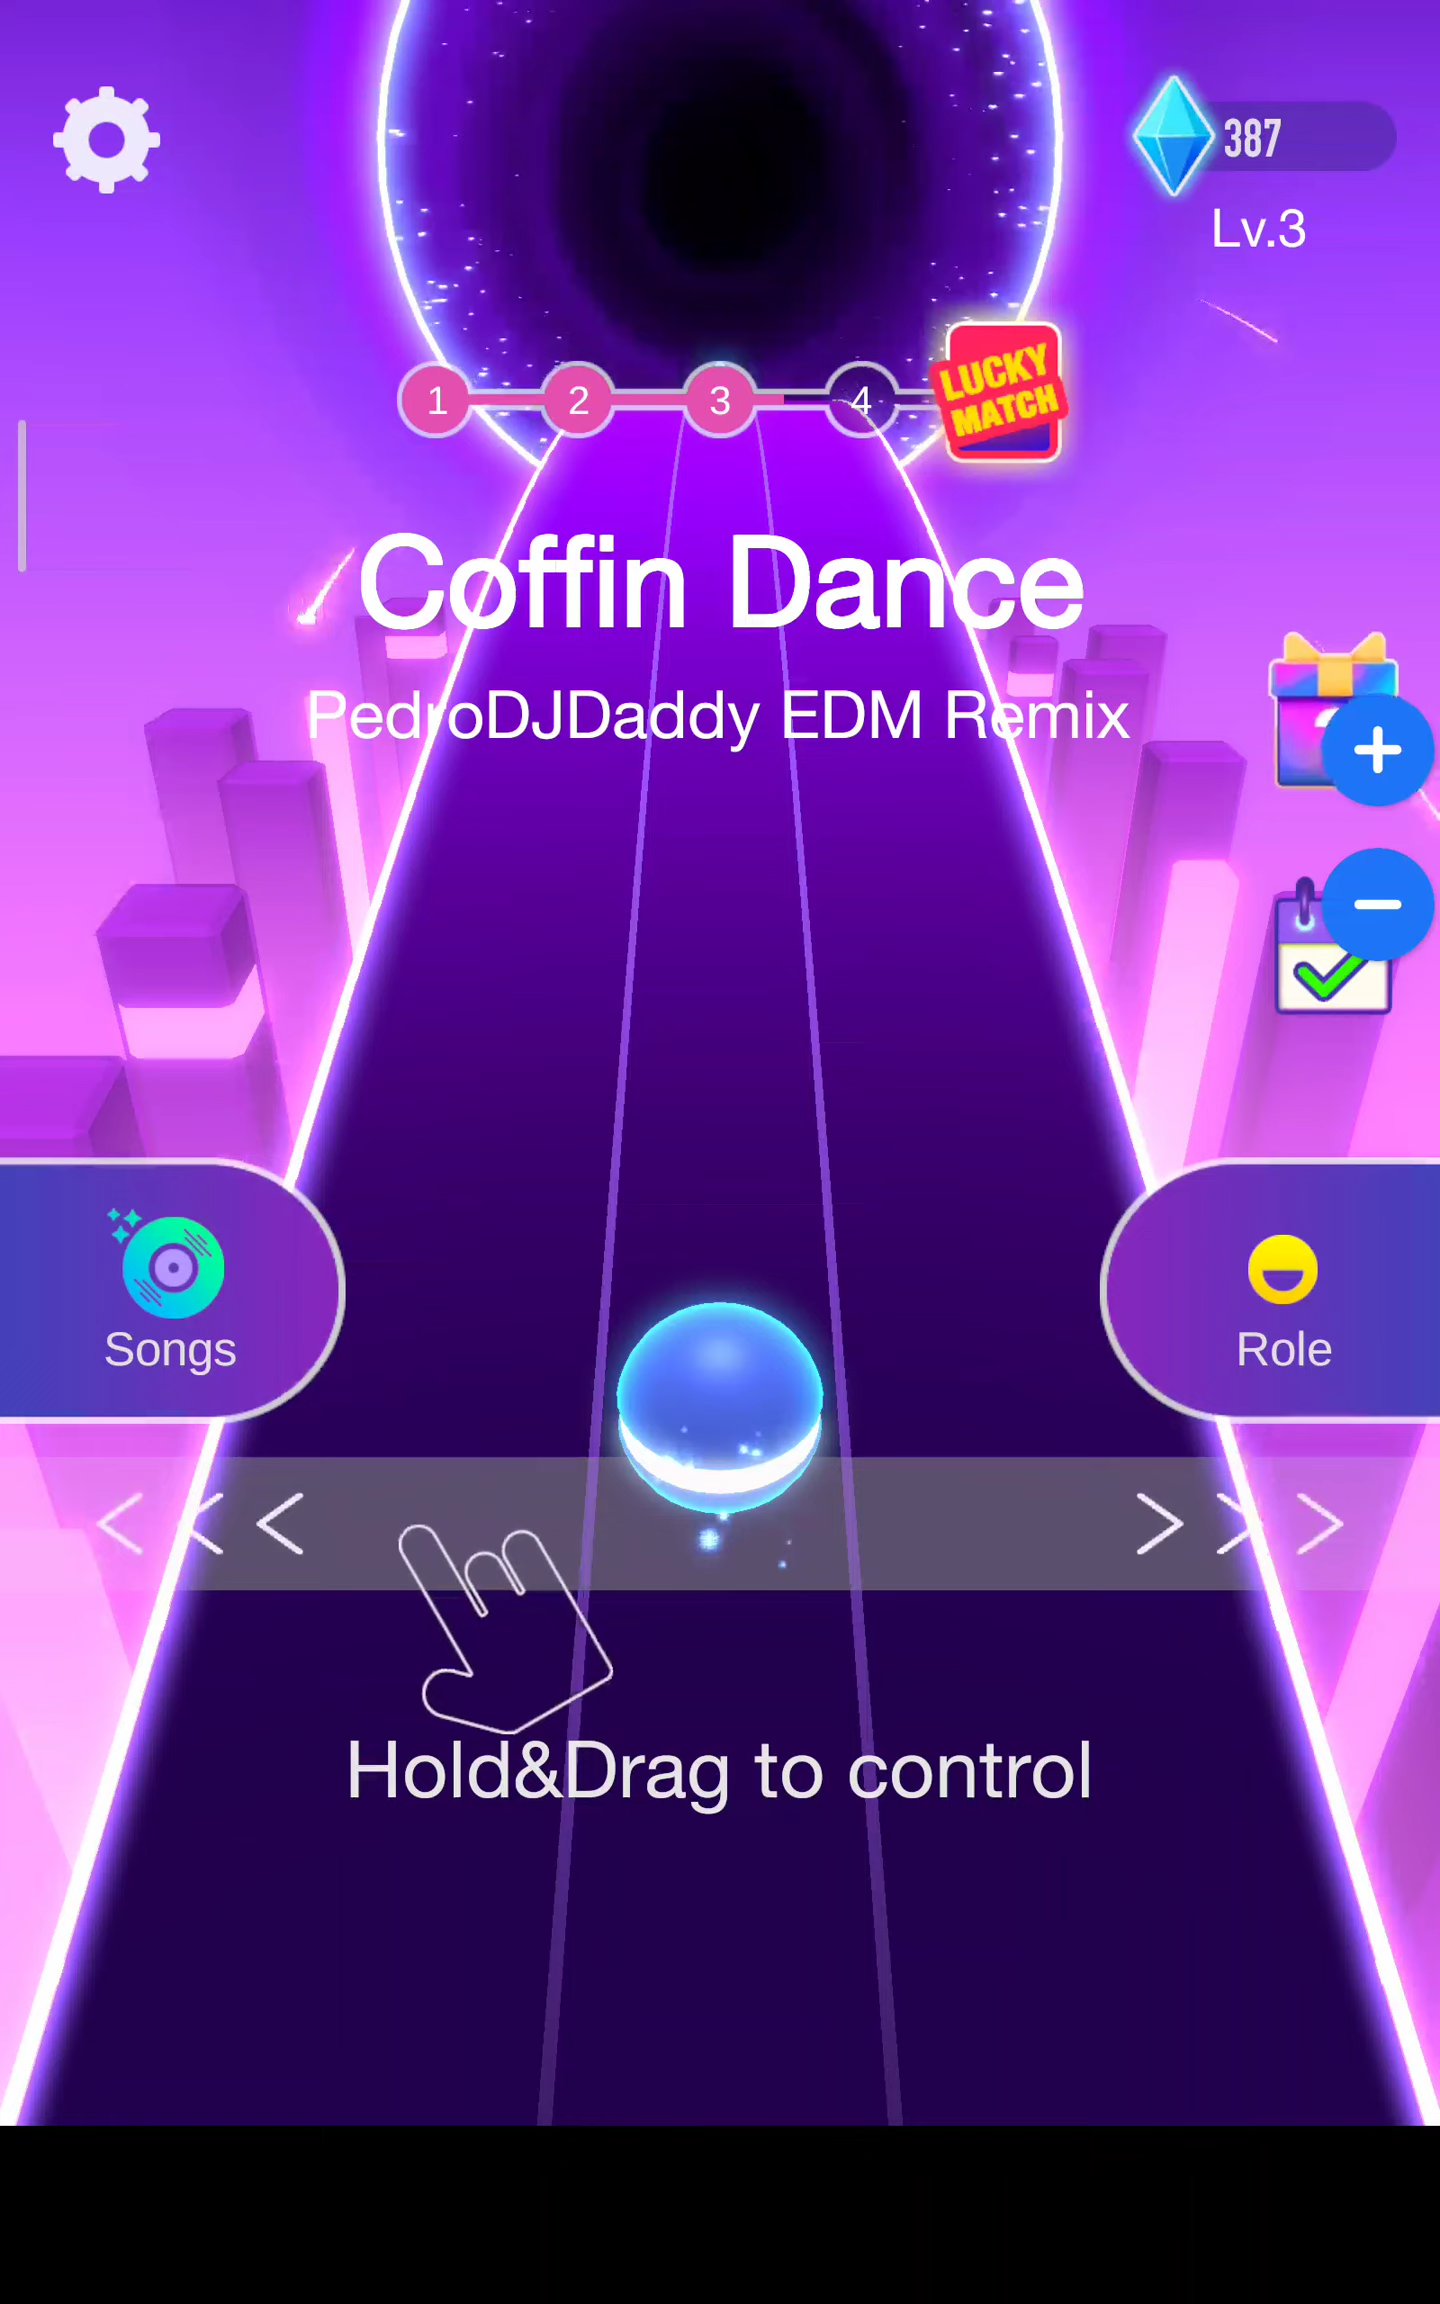 387
Lv.3
1 2 3 4
LUCKY
MATCH
Coffin Dance
PedroDJDaddy EDM Remix
Songs
Role
Hold&Drag to control